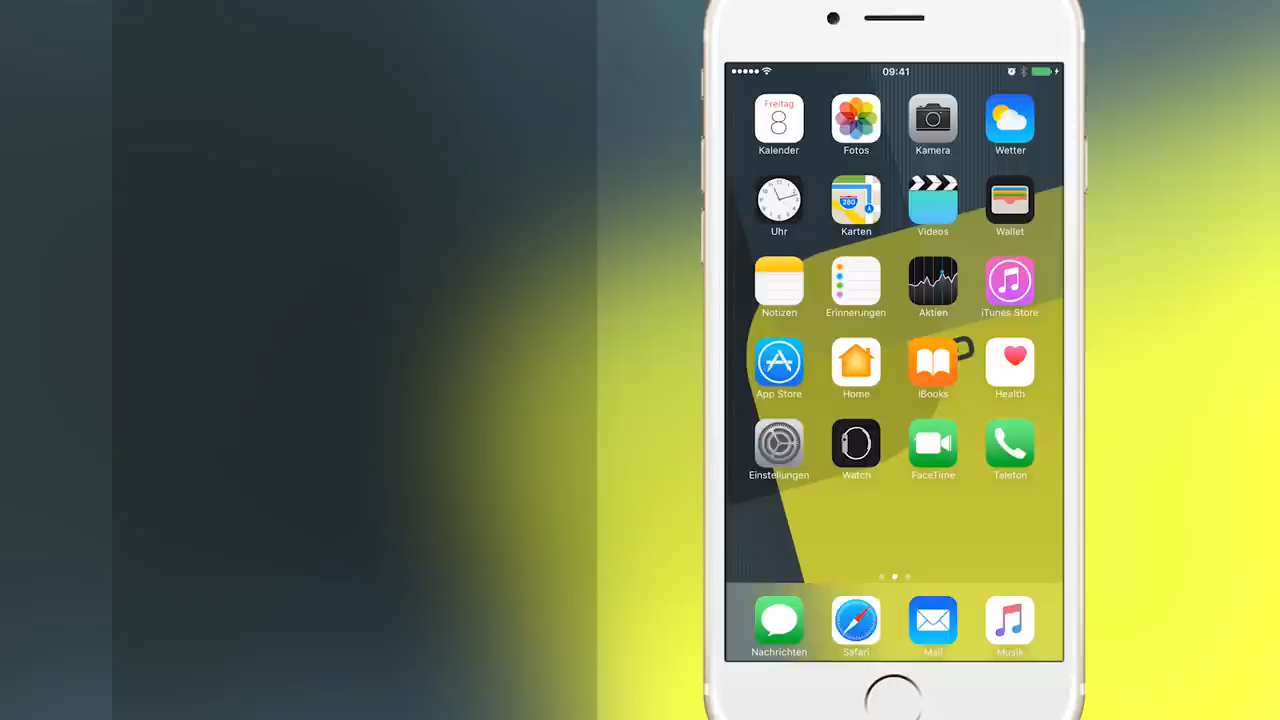 09:41
Freitag
8
Kalender Fotos Kamera Wetter
280
Uhr Karten Videos Wallet
Notizen Erinnerungen Aktien iTunes Store
App Store Home iBooks Health
Einstellungen Watch FaceTime Telefon
Nachrichten Safari Mail Musik